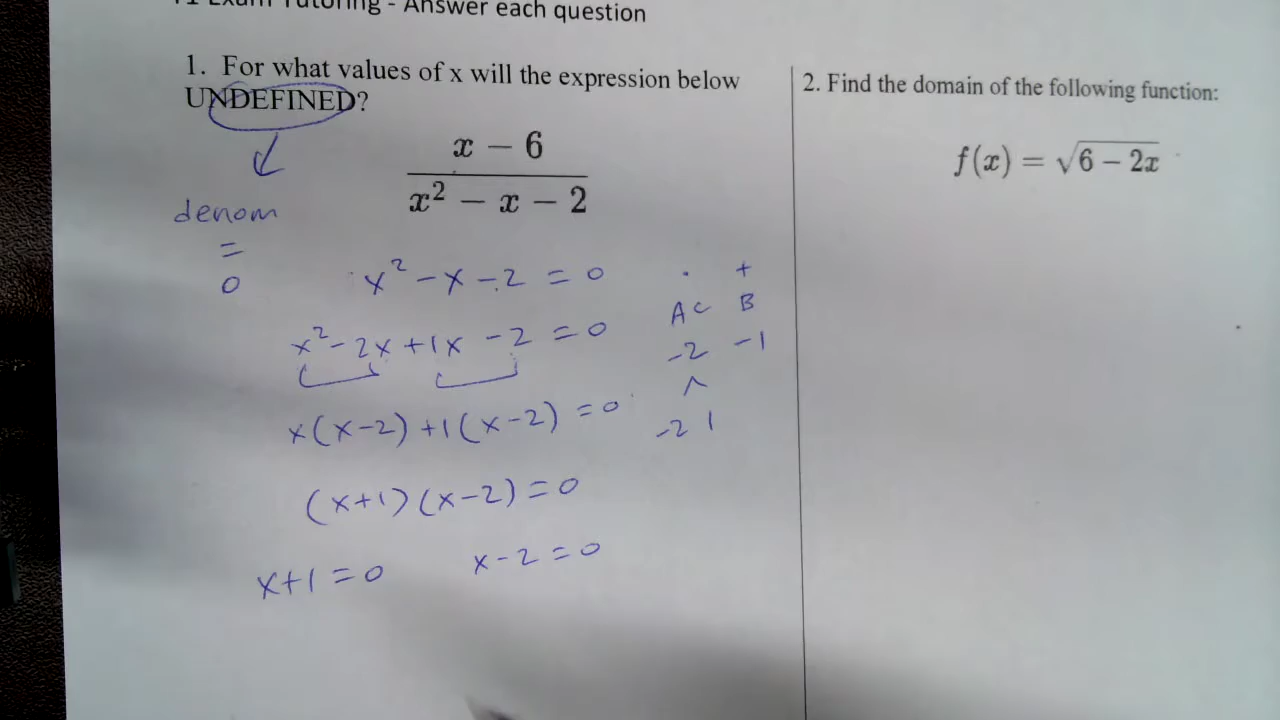 Exam Tutoring - Answer each question
1. For what values of x will the expression below
UNDEFINED?
x − 6
x² − x − 2
denom
=
0
x² − x − 2 = 0
x² − 2x + 1x − 2 = 0
x(x−2) + 1(x−2) = 0
(x+1)(x−2) = 0
x+1 = 0 x−2 = 0
· +
AC B
−2 −1
^
−2 1
2. Find the domain of the following function:
f(x) = √6 − 2x